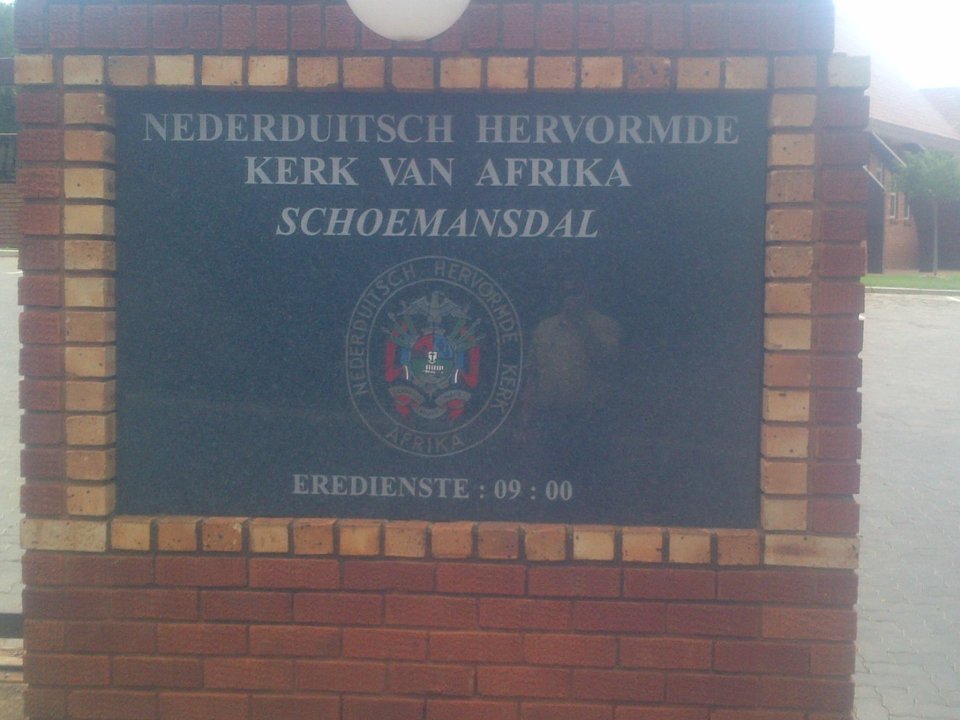 NEDERDUITSCH HERVORMDE
KERK VAN AFRIKA
SCHOEMANSDAL
NEDERDUITSCH HERVORMDE KERK
AFRIKA
EREDIENSTE : 09 : 00